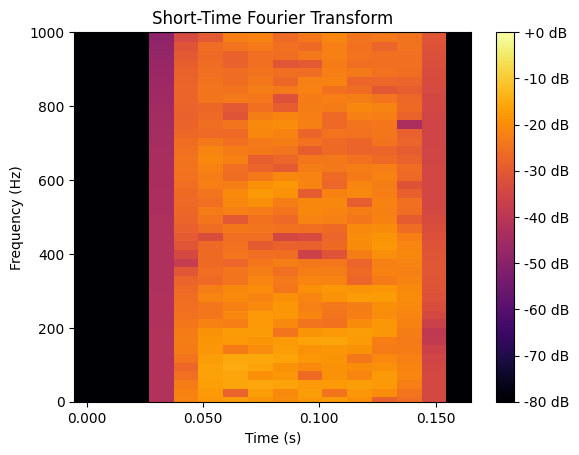 Short-Time Fourier Transform
1000
800
600
400
200
0
Frequency (Hz)
0.000
0.050
0.100
0.150
Time (s)
+0 dB
-10 dB
-20 dB
-30 dB
-40 dB
-50 dB
-60 dB
-70 dB
-80 dB